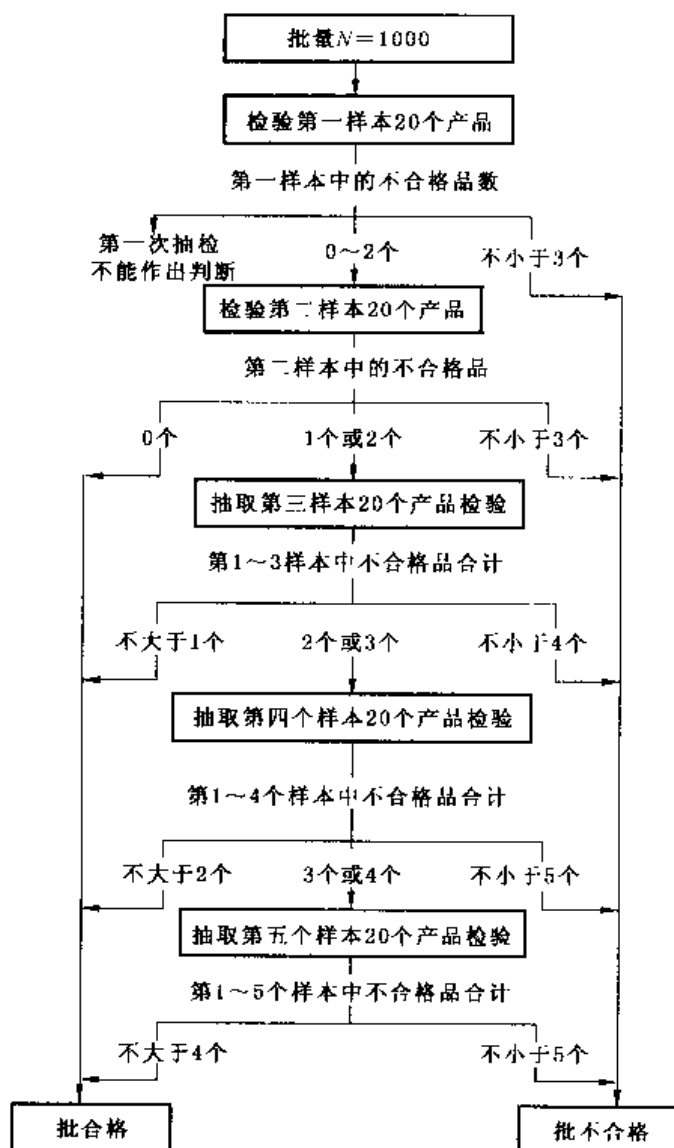 批量N＝1000
检验第一样本20个产品
第一样本中的不合格品数
第一次抽检
不能作出判断
0～2个
不小于3个
检验第二样本20个产品
第二样本中的不合格品
0个
1个或2个
不小于3个
抽取第三样本20个产品检验
第1～3样本中不合格品合计
不大于1个
2个或3个
不小于4个
抽取第四个样本20个产品检验
第1～4个样本中不合格品合计
不大于2个
3个或4个
不小于5个
抽取第五个样本20个产品检验
第1～5个样本中不合格品合计
不大于4个
不小于5个
批合格
批不合格